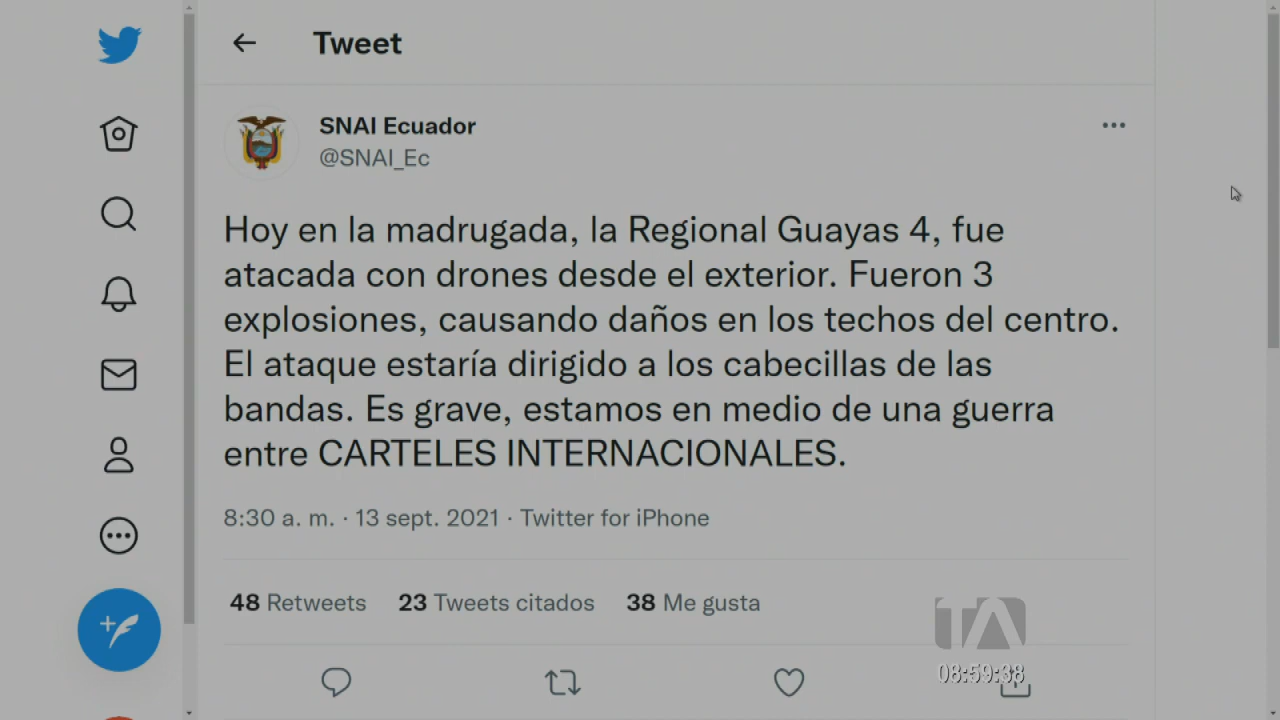 Tweet
SNAI Ecuador
@SNAI_Ec
Hoy en la madrugada, la Regional Guayas 4, fue
atacada con drones desde el exterior. Fueron 3
explosiones, causando daños en los techos del centro.
El ataque estaría dirigido a los cabecillas de las
bandas. Es grave, estamos en medio de una guerra
entre CARTELES INTERNACIONALES.
8:30 a. m. · 13 sept. 2021 · Twitter for iPhone
48 Retweets 23 Tweets citados 38 Me gusta
TA
08:59:38